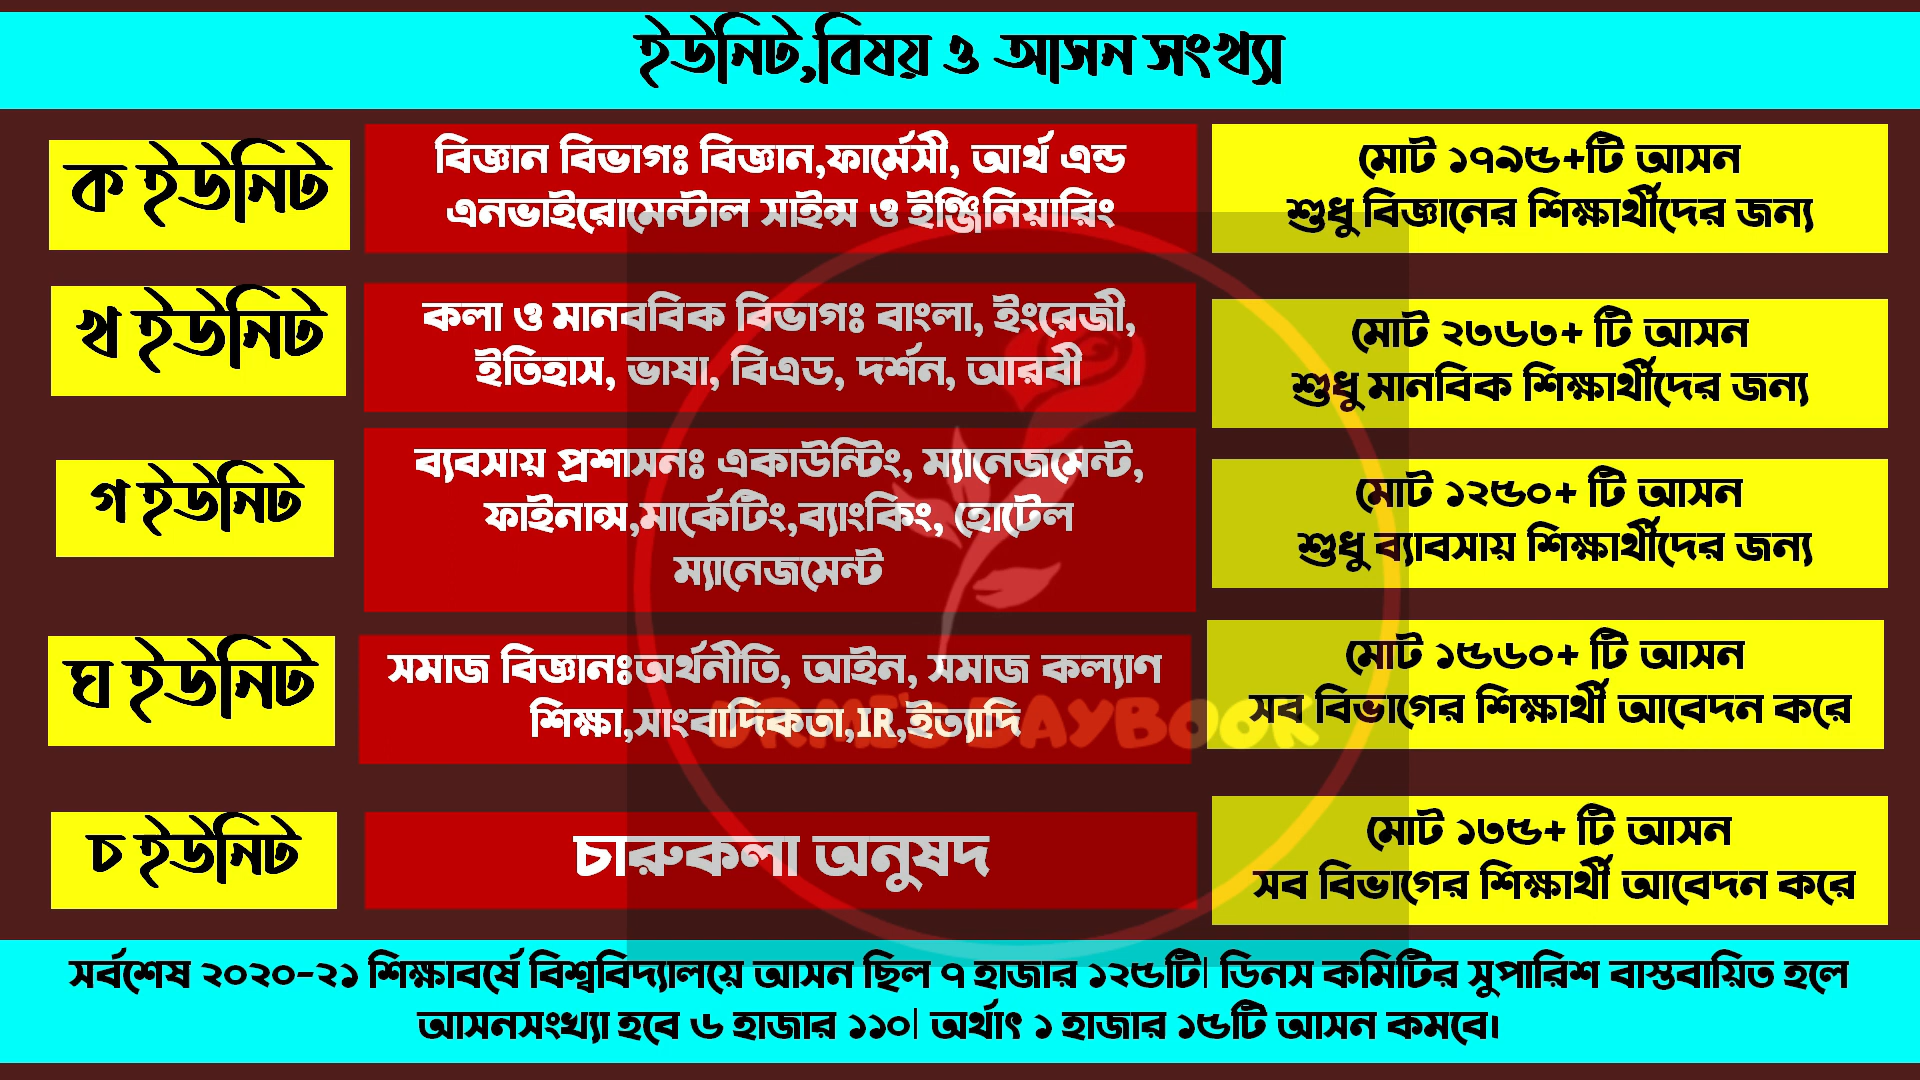 ইউনিট,বিষয় ও আসন সংখ্যা
ক ইউনিট
বিজ্ঞান বিভাগঃ বিজ্ঞান,ফার্মেসী, আর্থ এন্ড
এনভাইরোমেন্টাল সাইন্স ও ইঞ্জিনিয়ারিং
মোট ১৭৯৫+টি আসন
শুধু বিজ্ঞানের শিক্ষার্থীদের জন্য
খ ইউনিট
কলা ও মানববিক বিভাগঃ বাংলা, ইংরেজী,
ইতিহাস, ভাষা, বিএড, দর্শন, আরবী
মোট ২৩৬৩+ টি আসন
শুধু মানবিক শিক্ষার্থীদের জন্য
গ ইউনিট
ব্যবসায় প্রশাসনঃ একাউন্টিং, ম্যানেজমেন্ট,
ফাইনান্স,মার্কেটিং,ব্যাংকিং, হোটেল
ম্যানেজমেন্ট
মোট ১২৫০+ টি আসন
শুধু ব্যাবসায় শিক্ষার্থীদের জন্য
ঘ ইউনিট
সমাজ বিজ্ঞানঃঅর্থনীতি, আইন, সমাজ কল্যাণ
শিক্ষা,সাংবাদিকতা,IR,ইত্যাদি
মোট ১৫৬০+ টি আসন
সব বিভাগের শিক্ষার্থী আবেদন করে
URMI'S DAYBOOK
চ ইউনিট
চারুকলা অনুষদ
মোট ১৩৫+ টি আসন
সব বিভাগের শিক্ষার্থী আবেদন করে
সর্বশেষ ২০২০-২১ শিক্ষাবর্ষে বিশ্ববিদ্যালয়ে আসন ছিল ৭ হাজার ১২৫টি| ডিনস কমিটির সুপারিশ বাস্তবায়িত হলে
আসনসংখ্যা হবে ৬ হাজার ১১০| অর্থাৎ ১ হাজার ১৫টি আসন কমবে।